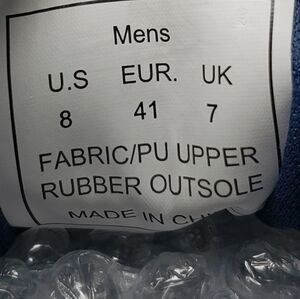 Mens
U.S EUR. UK
8 41 7
FABRIC/PU UPPER
RUBBER OUTSOLE
MADE IN